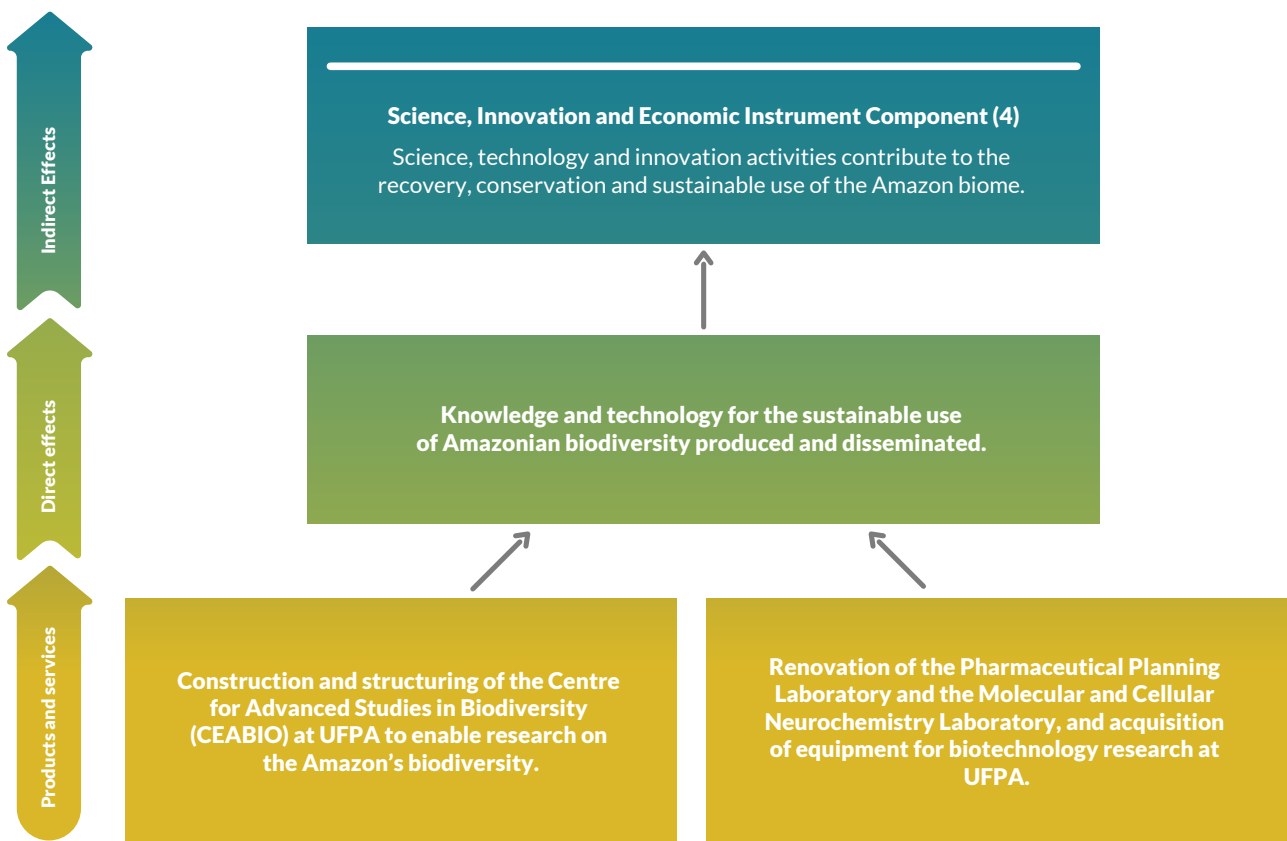 Indirect Effects
Science, Innovation and Economic Instrument Component (4)
Science, technology and innovation activities contribute to the
recovery, conservation and sustainable use of the Amazon biome.
Direct effects
Knowledge and technology for the sustainable use
of Amazonian biodiversity produced and disseminated.
Products and services
Construction and structuring of the Centre
for Advanced Studies in Biodiversity
(CEABIO) at UFPA to enable research on
the Amazon’s biodiversity.
Renovation of the Pharmaceutical Planning
Laboratory and the Molecular and Cellular
Neurochemistry Laboratory, and acquisition
of equipment for biotechnology research at
UFPA.